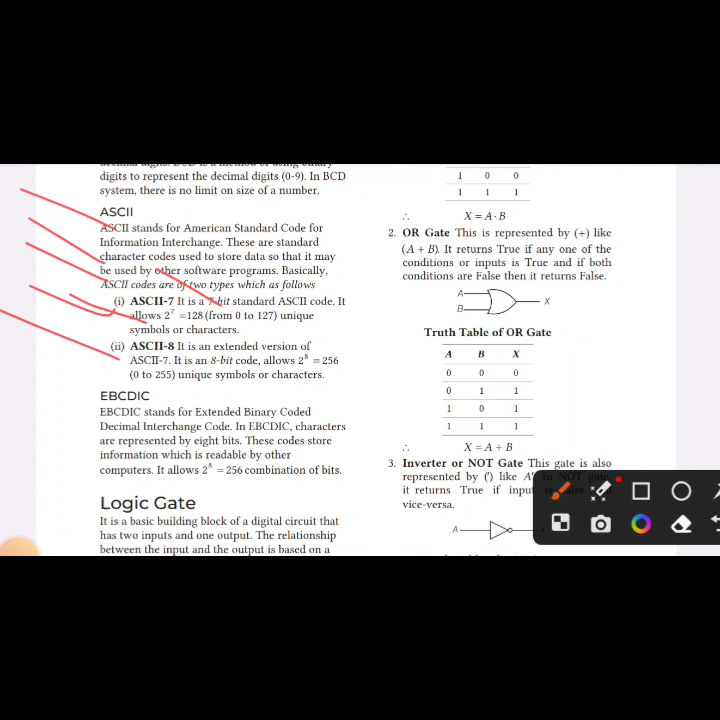 digits to represent the decimal digits (0-9). In BCD
system, there is no limit on size of a number.
ASCII
ASCII stands for American Standard Code for
Information Interchange. These are standard
character codes used to store data so that it may
be used by other software programs. Basically,
ASCII codes are of two types which as follows
(i) ASCII-7 It is a 7-bit standard ASCII code. It
allows 2⁷ = 128 (from 0 to 127) unique
symbols or characters.
(ii) ASCII-8 It is an extended version of
ASCII-7. It is an 8-bit code, allows 2⁸ = 256
(0 to 255) unique symbols or characters.
EBCDIC
EBCDIC stands for Extended Binary Coded
Decimal Interchange Code. In EBCDIC, characters
are represented by eight bits. These codes store
information which is readable by other
computers. It allows 2⁸ = 256 combination of bits.
Logic Gate
It is a basic building block of a digital circuit that
has two inputs and one output. The relationship
between the input and the output is based on a
1 0 0
1 1 1
∴ X = A · B
2. OR Gate This is represented by (+) like
(A + B). It returns True if any one of the
conditions or inputs is True and if both
conditions are False then it returns False.
A
X
B
Truth Table of OR Gate
A B X
0 0 0
0 1 1
1 0 1
1 1 1
∴ X = A + B
3. Inverter or NOT Gate This gate is also
represented by (') like A'. In NOT gate,
it returns True if input is
vice-versa.
A